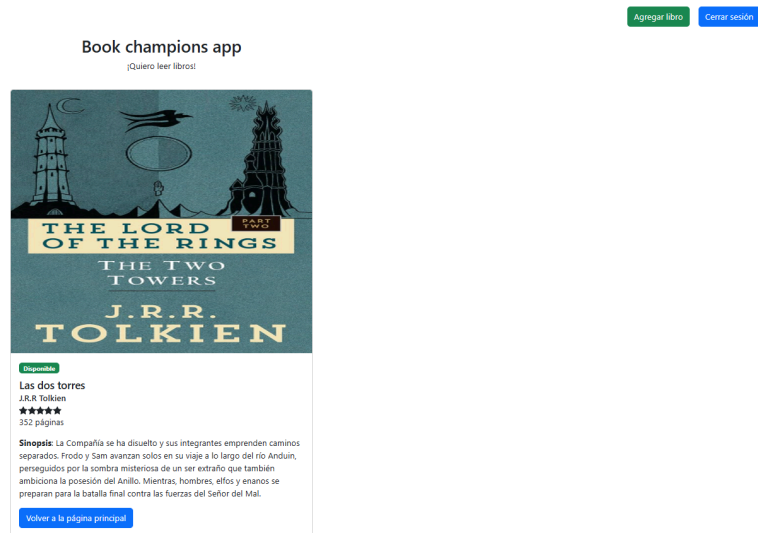 Agregar libro Cerrar sesión
Book champions app
¡Quiero leer libros!
PART
TWO
THE LORD
OF THE RINGS
THE TWO
TOWERS
J.R.R.
TOLKIEN
Disponible
Las dos torres
J.R.R Tolkien
352 páginas
Sinopsis: La Compañía se ha disuelto y sus integrantes emprenden caminos
separados. Frodo y Sam avanzan solos en su viaje a lo largo del río Anduin,
perseguidos por la sombra misteriosa de un ser extraño que también
ambiciona la posesión del Anillo. Mientras, hombres, elfos y enanos se
preparan para la batalla final contra las fuerzas del Señor del Mal.
Volver a la página principal